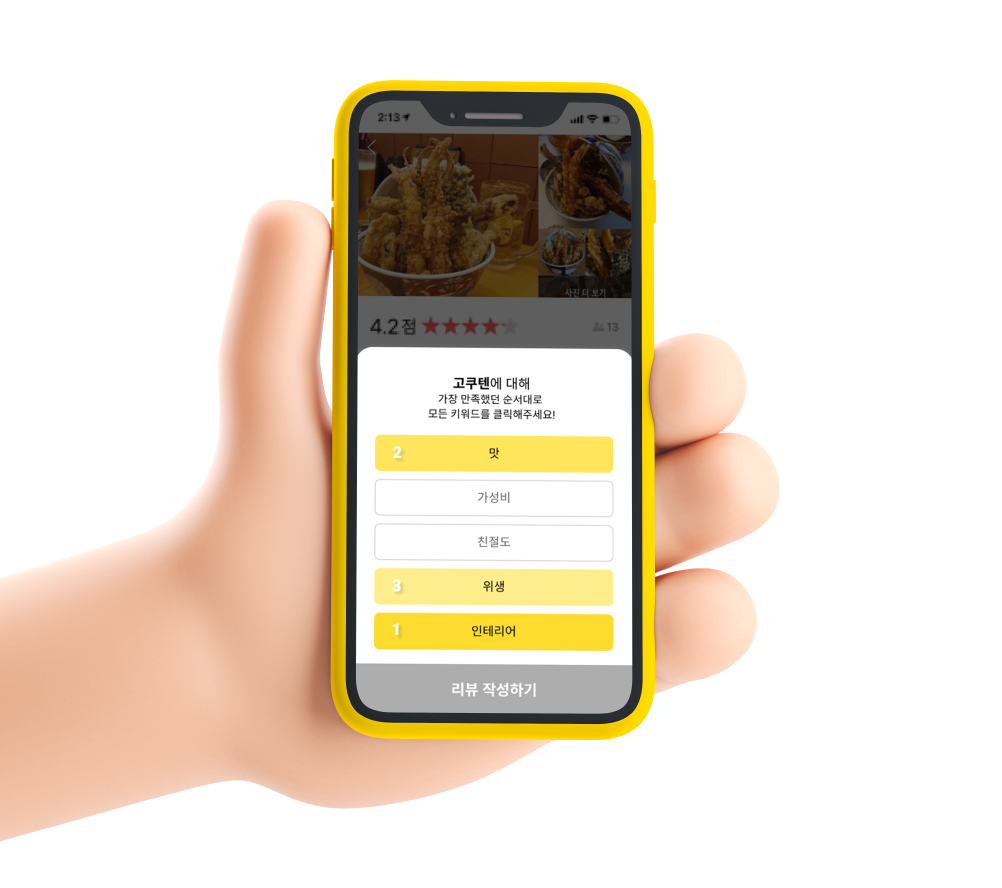 2:13
사진 더 보기
4.2점
13
고쿠텐에 대해
가장 만족했던 순서대로
모든 키워드를 클릭해주세요!
2 맛
가성비
친절도
3 위생
1 인테리어
리뷰 작성하기